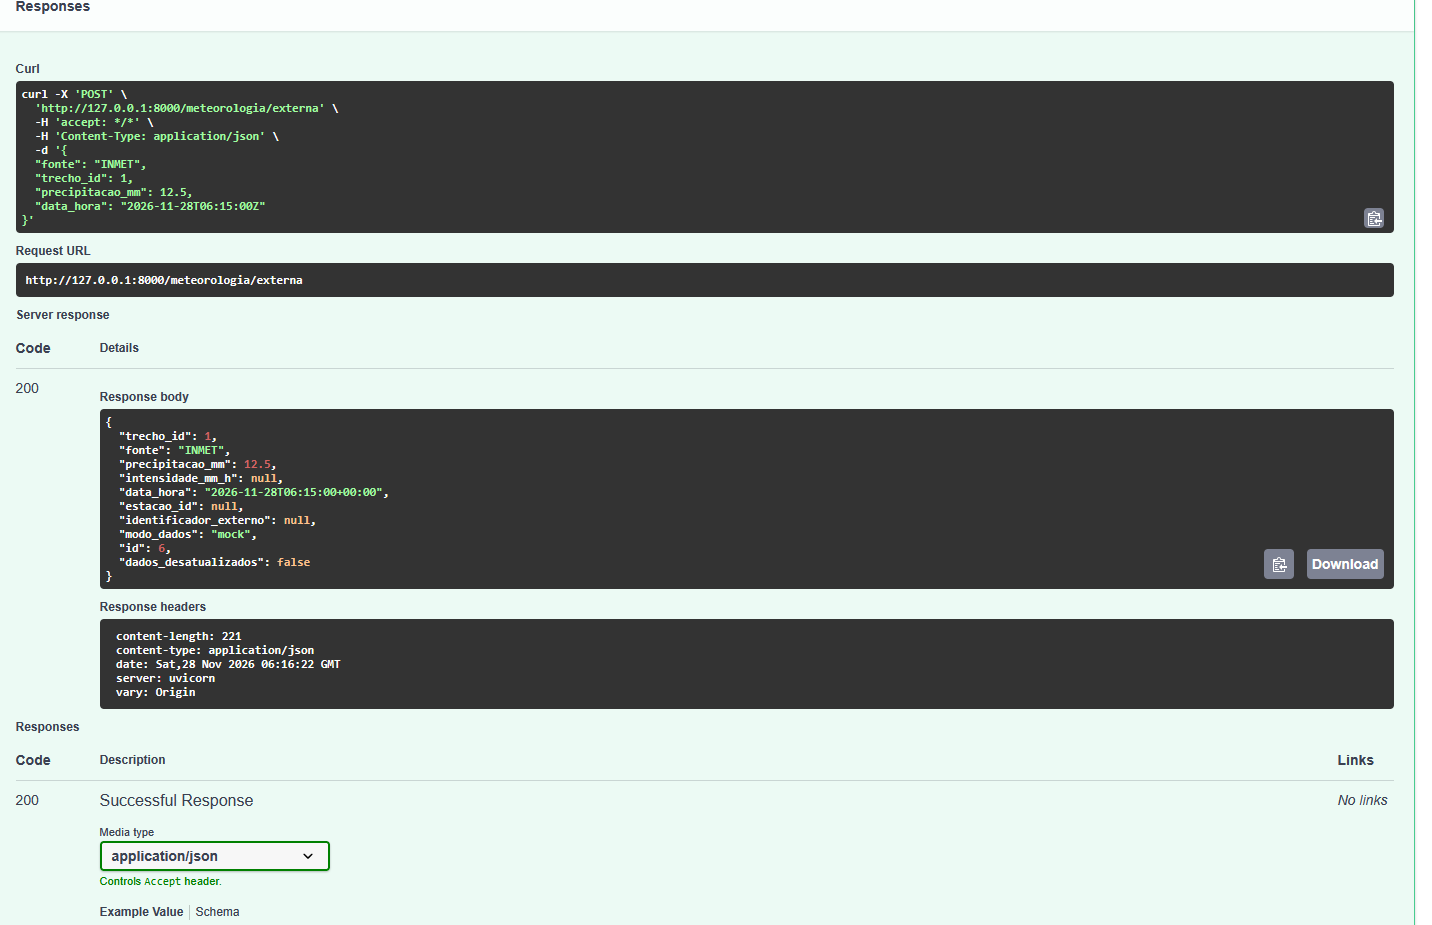 Responses
Curl
curl -X 'POST' \
  'http://127.0.0.1:8000/meteorologia/externa' \
  -H 'accept: */*' \
  -H 'Content-Type: application/json' \
  -d '{
  "fonte": "INMET",
  "trecho_id": 1,
  "precipitacao_mm": 12.5,
  "data_hora": "2026-11-28T06:15:00Z"
}'
Request URL
http://127.0.0.1:8000/meteorologia/externa
Server response
Code Details
200
Response body
{
  "trecho_id": 1,
  "fonte": "INMET",
  "precipitacao_mm": 12.5,
  "intensidade_mm_h": null,
  "data_hora": "2026-11-28T06:15:00+00:00",
  "estacao_id": null,
  "identificador_externo": null,
  "modo_dados": "mock",
  "id": 6,
  "dados_desatualizados": false
}
Download
Response headers
content-length: 221
content-type: application/json
date: Sat,28 Nov 2026 06:16:22 GMT
server: uvicorn
vary: Origin
Responses
Code Description Links
200 Successful Response No links
Media type
application/json
Controls Accept header.
Example Value Schema